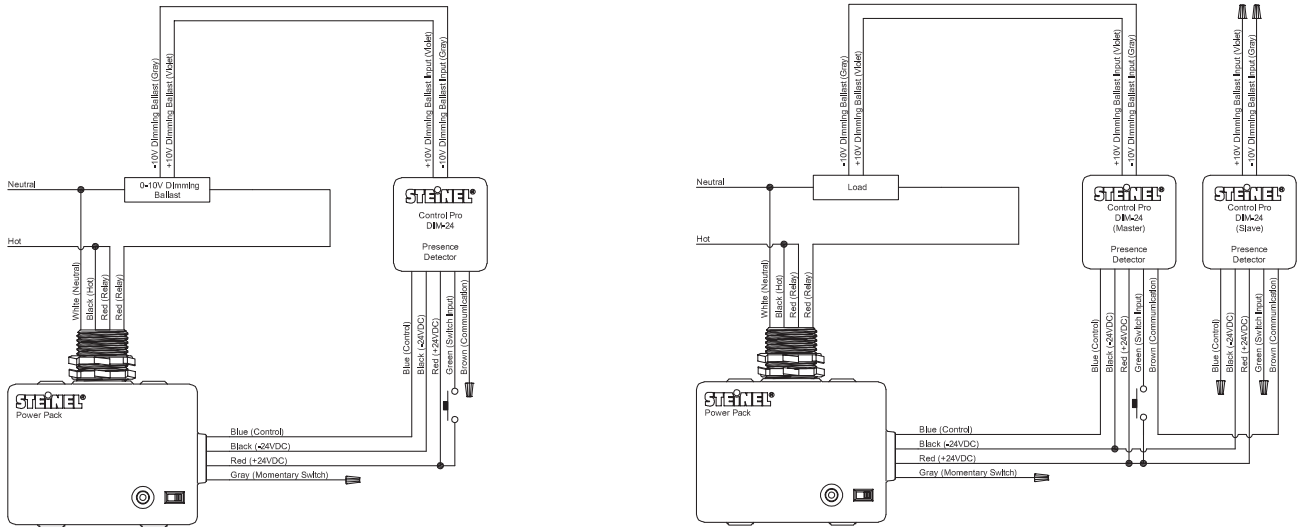 -10V Dimming Ballast (Gray)
+10V Dimming Ballast (Violet)
+10V Dimming Ballast Input (Violet)
-10V Dimming Ballast Input (Gray)
Neutral
0-10V Dimming
Ballast
Hot
STEINEL®
Control Pro
DIM-24
Presence
Detector
White (Neutral)
Black (Hot)
Red (Relay)
Red (Relay)
Blue (Control)
Black (-24VDC)
Red (+24VDC)
Green (Switch Input)
Brown (Communication)
STEINEL®
Power Pack
Blue (Control)
Black (-24VDC)
Red (+24VDC)
Gray (Momentary Switch)
-10V Dimming Ballast (Gray)
+10V Dimming Ballast (Violet)
+10V Dimming Ballast Input (Violet)
-10V Dimming Ballast Input (Gray)
+10V Dimming Ballast Input (Violet)
-10V Dimming Ballast Input (Gray)
Neutral
Load
Hot
STEINEL®
Control Pro
DIM-24
(Master)
Presence
Detector
STEINEL®
Control Pro
DIM-24
(Slave)
Presence
Detector
White (Neutral)
Black (Hot)
Red (Relay)
Red (Relay)
Blue (Control)
Black (-24VDC)
Red (+24VDC)
Green (Switch Input)
Brown (Communication)
Blue (Control)
Black (-24VDC)
Red (+24VDC)
Green (Switch Input)
Brown (Communication)
STEINEL®
Power Pack
Blue (Control)
Black (-24VDC)
Red (+24VDC)
Gray (Momentary Switch)